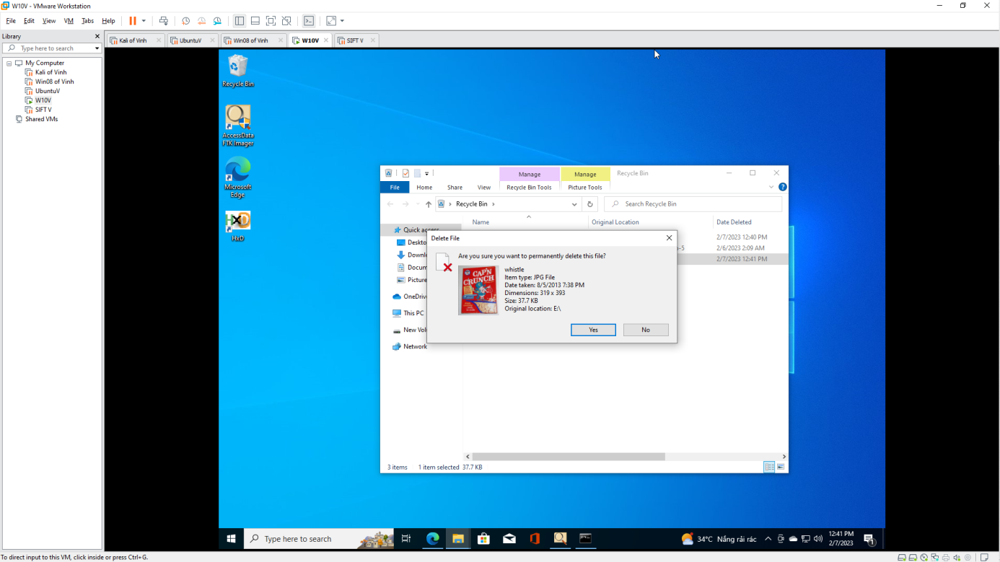 W10V - VMware Workstation
File Edit View VM Tabs Help
Library
Type here to search
My Computer
Kali of Vinh
Win08 of Vinh
UbuntuV
W10V
SIFT V
Shared VMs
Kali of Vinh
UbuntuV
Win08 of Vinh
W10V
SIFT V
Recycle Bin
AccessData
FTK Imager
Microsoft
Edge
HxD
HxD
Manage
Manage
Recycle Bin
File
Home
Share
View
Recycle Bin Tools
Picture Tools
Recycle Bin
Search Recycle Bin
Name
Original Location
Date Deleted
Quick access
2/7/2023 12:40 PM
2/6/2023 2:09 AM
2/7/2023 12:41 PM
OneDrive
This PC
Network
Delete File
Are you sure you want to permanently delete this file?
CAP'N
CRUNCH
whistle
Item type: JPG File
Date taken: 8/5/2013 7:38 PM
Dimensions: 319 x 393
Size: 37.7 KB
Original location: E:\
Yes
No
3 items
1 item selected 37.7 KB
Type here to search
34°C Nắng rải rác
12:41 PM
2/7/2023
1
To direct input to this VM, click inside or press Ctrl+G.